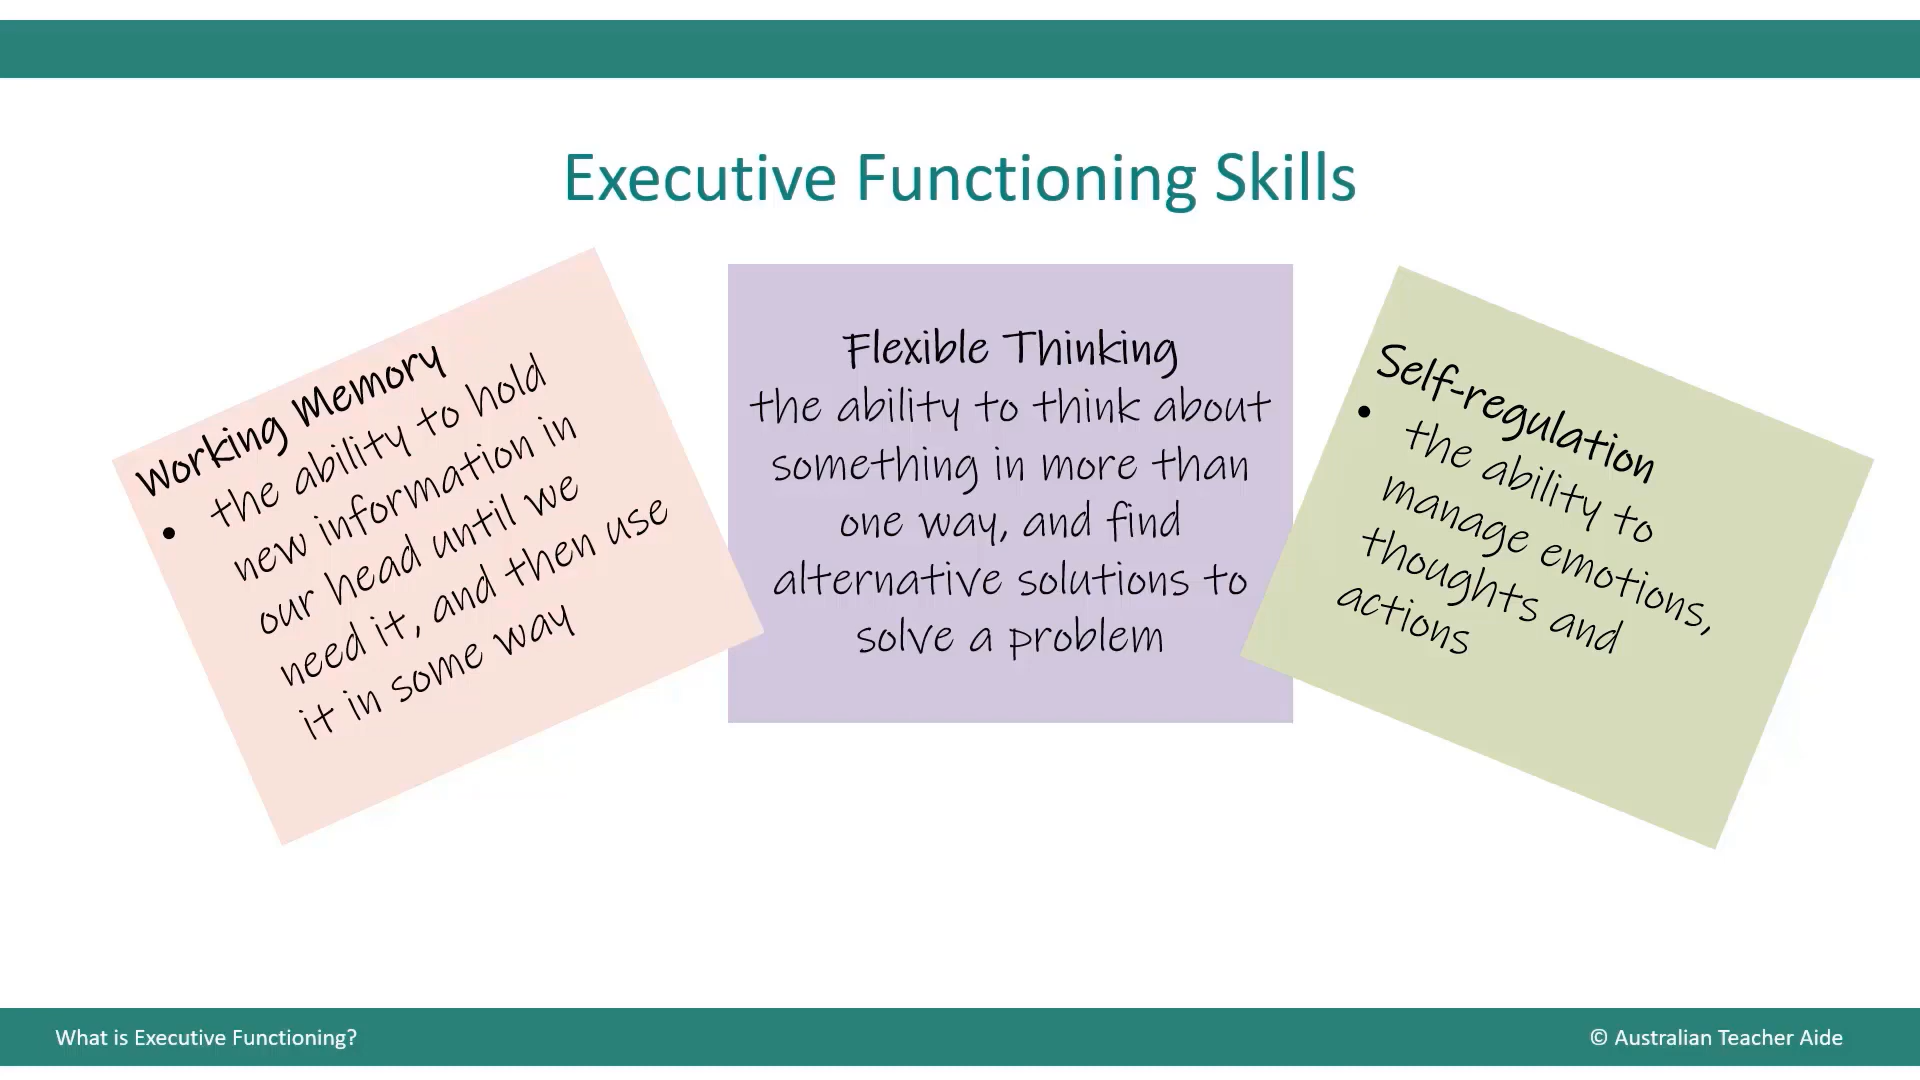 Executive Functioning Skills
Working Memory
• the ability to hold
new information in
our head until we
need it, and then use
it in some way
Flexible Thinking
the ability to think about
something in more than
one way, and find
alternative solutions to
solve a problem
Self-regulation
• the ability to
manage emotions,
thoughts and
actions
What is Executive Functioning?
© Australian Teacher Aide